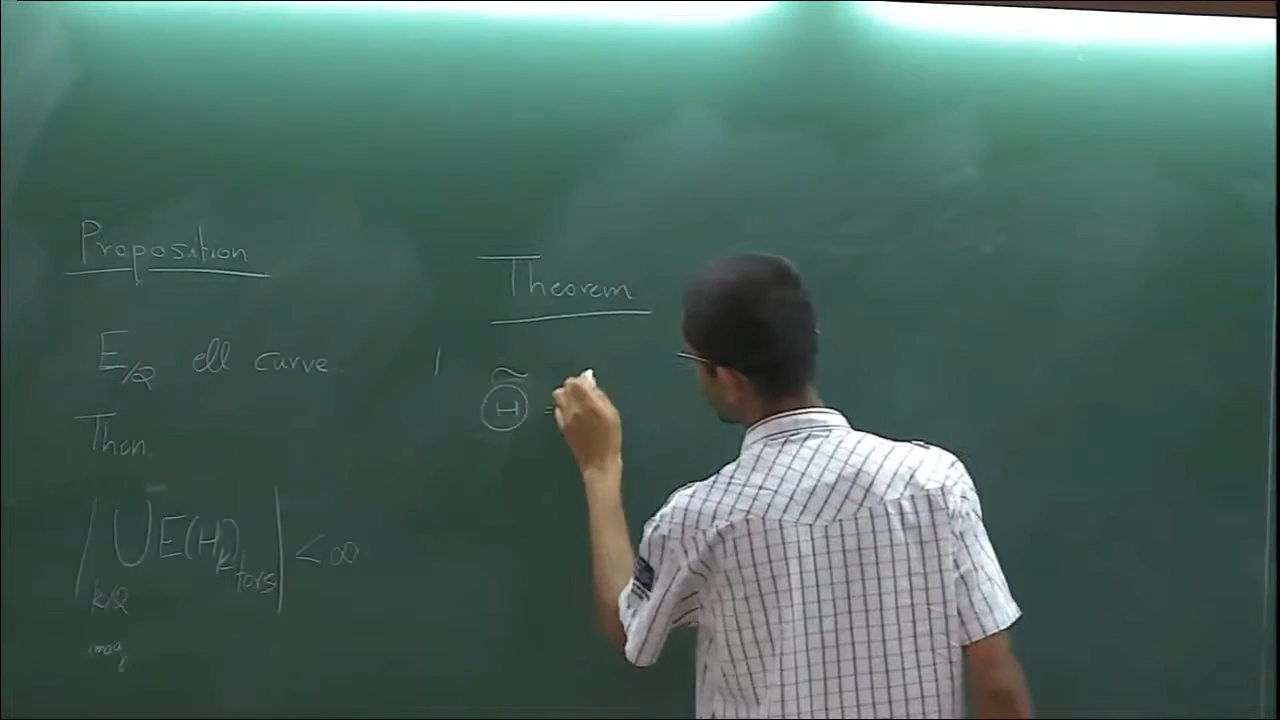 Proposition
E/Q ell curve
Then
| ∪ E(H_k)_tors | < ∞
k/Q
imag
Theorem
Θ̃ =